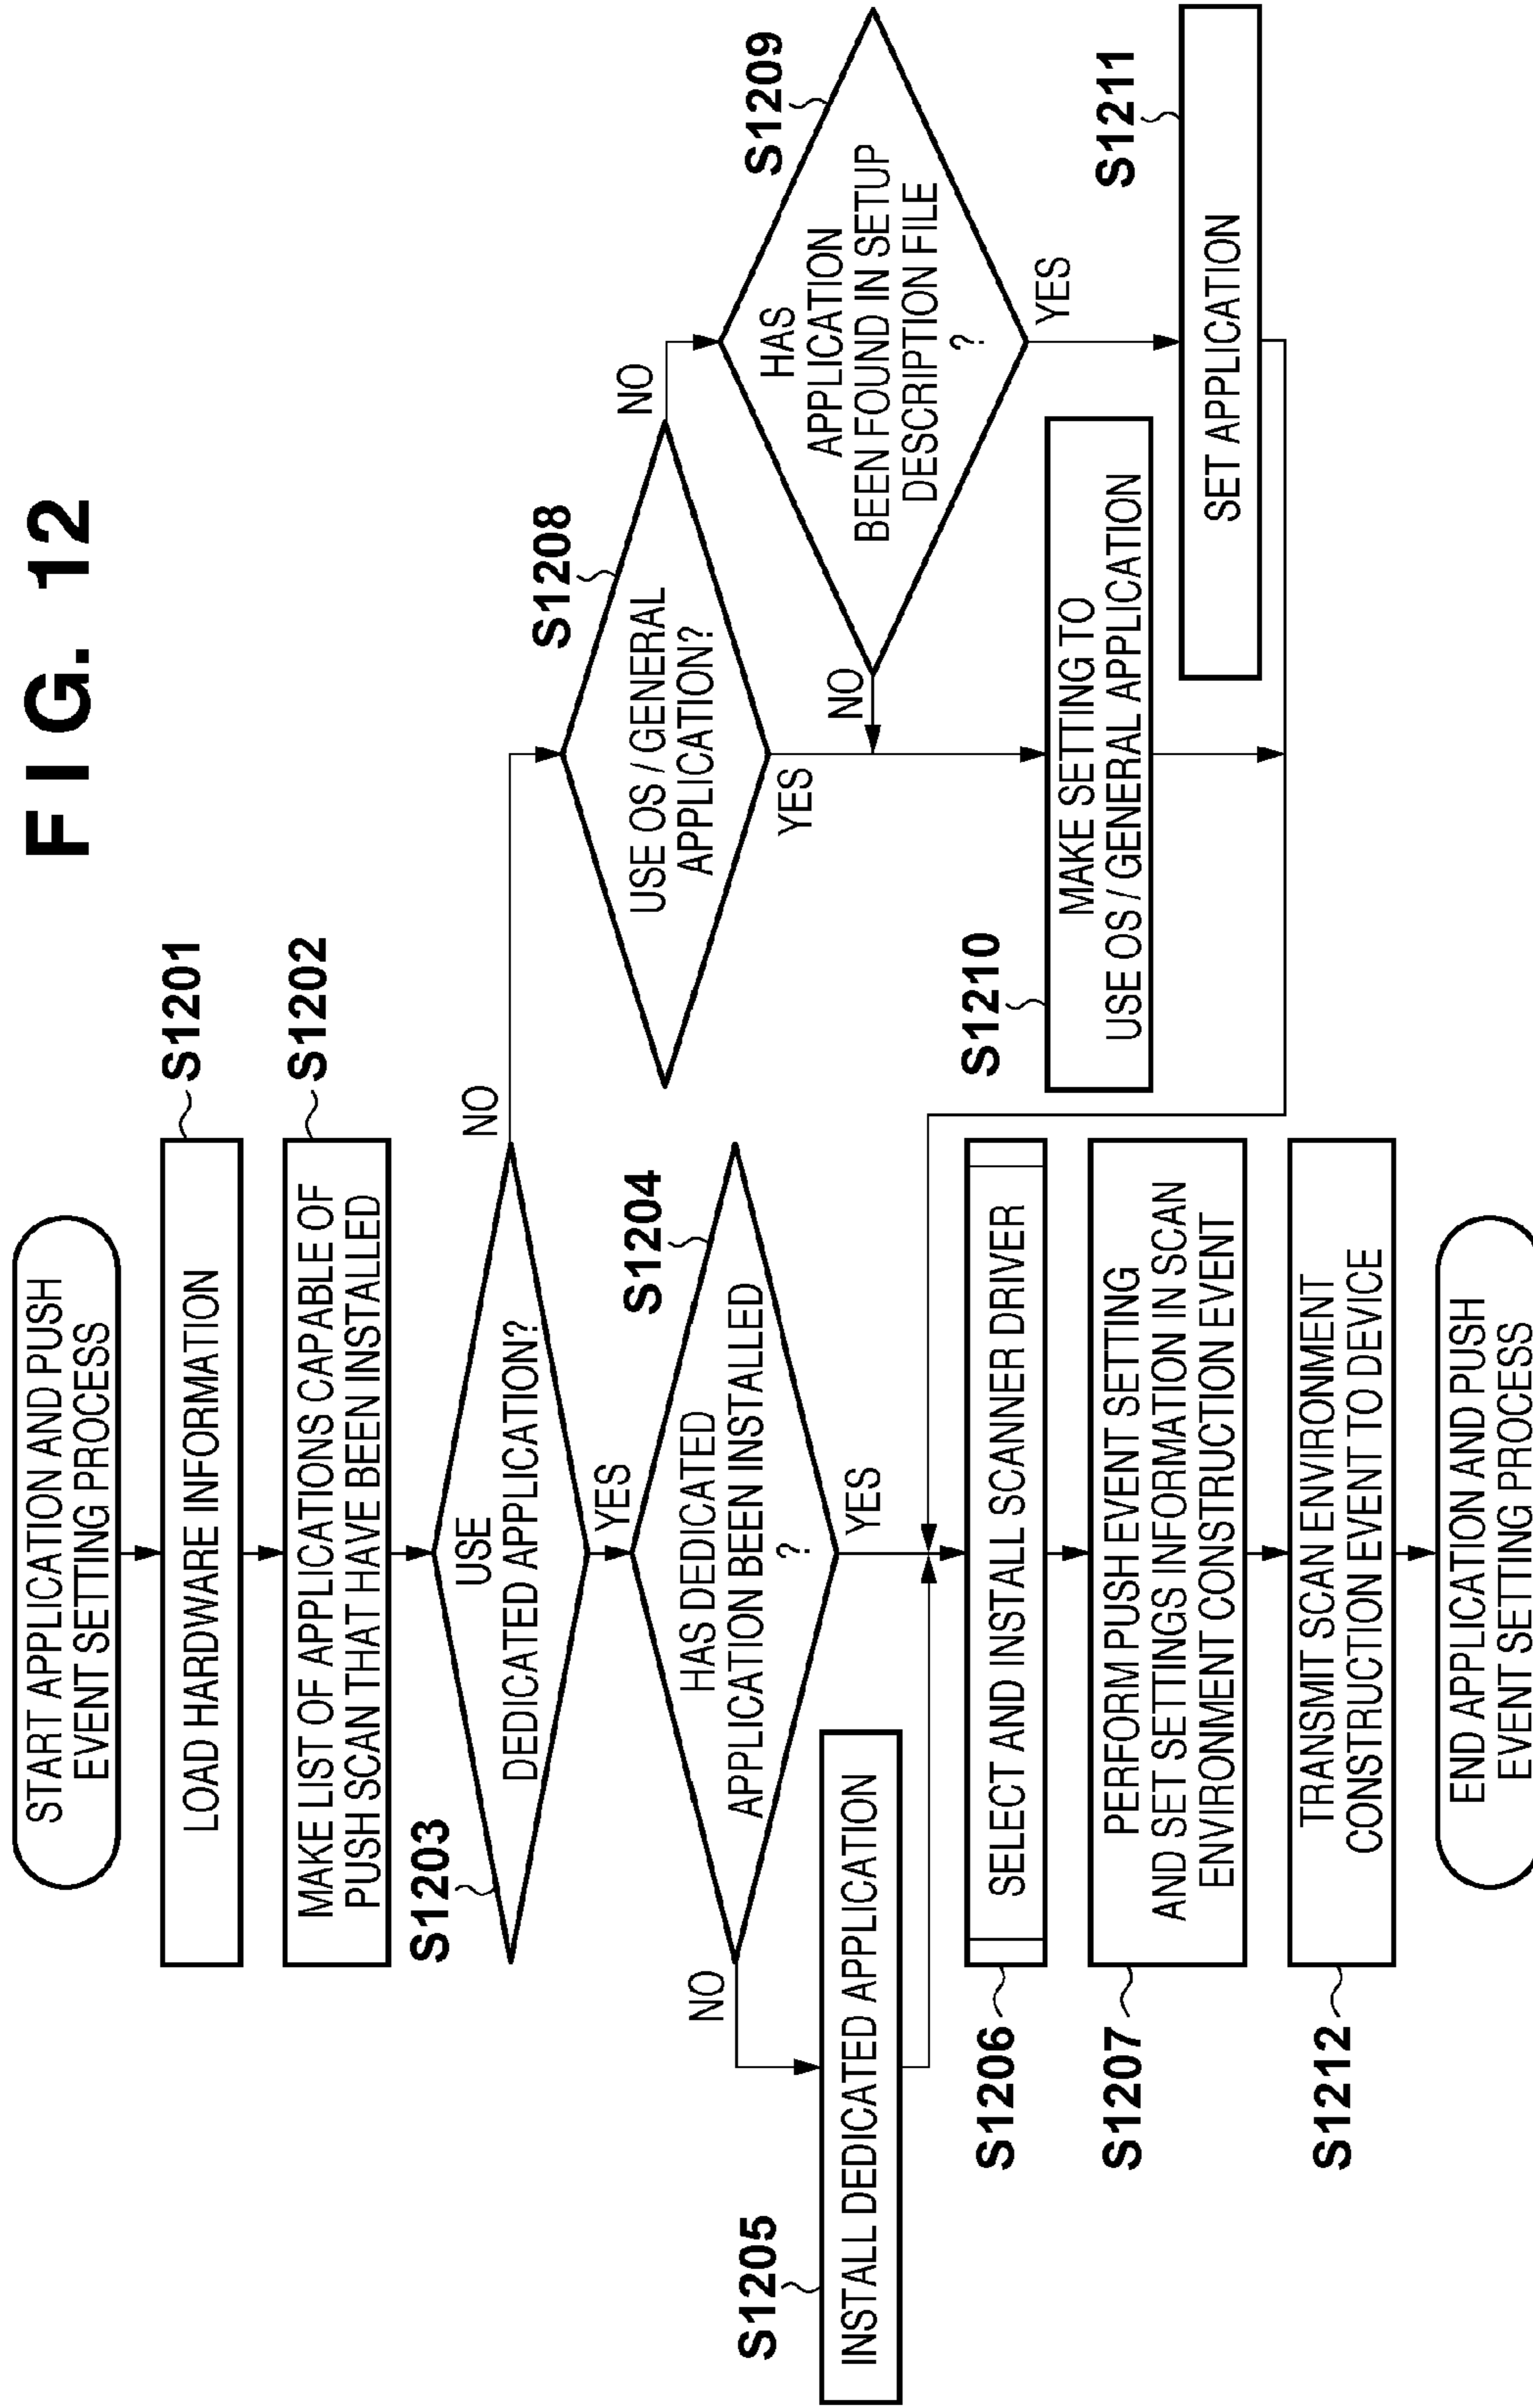 FIG. 12
START APPLICATION AND PUSH
EVENT SETTING PROCESS
S1201
LOAD HARDWARE INFORMATION
S1202
MAKE LIST OF APPLICATIONS CAPABLE OF
PUSH SCAN THAT HAVE BEEN INSTALLED
S1203
USE
DEDICATED APPLICATION?
NO
YES
S1204
HAS DEDICATED
APPLICATION BEEN INSTALLED
?
NO
YES
S1205
INSTALL DEDICATED APPLICATION
S1206
SELECT AND INSTALL SCANNER DRIVER
S1207
PERFORM PUSH EVENT SETTING
AND SET SETTINGS INFORMATION IN SCAN
ENVIRONMENT CONSTRUCTION EVENT
S1212
TRANSMIT SCAN ENVIRONMENT
CONSTRUCTION EVENT TO DEVICE
END APPLICATION AND PUSH
EVENT SETTING PROCESS
S1208
USE OS / GENERAL
APPLICATION?
NO
YES
S1209
HAS
APPLICATION
BEEN FOUND IN SETUP
DESCRIPTION FILE
?
NO
YES
S1210
MAKE SETTING TO
USE OS / GENERAL APPLICATION
S1211
SET APPLICATION